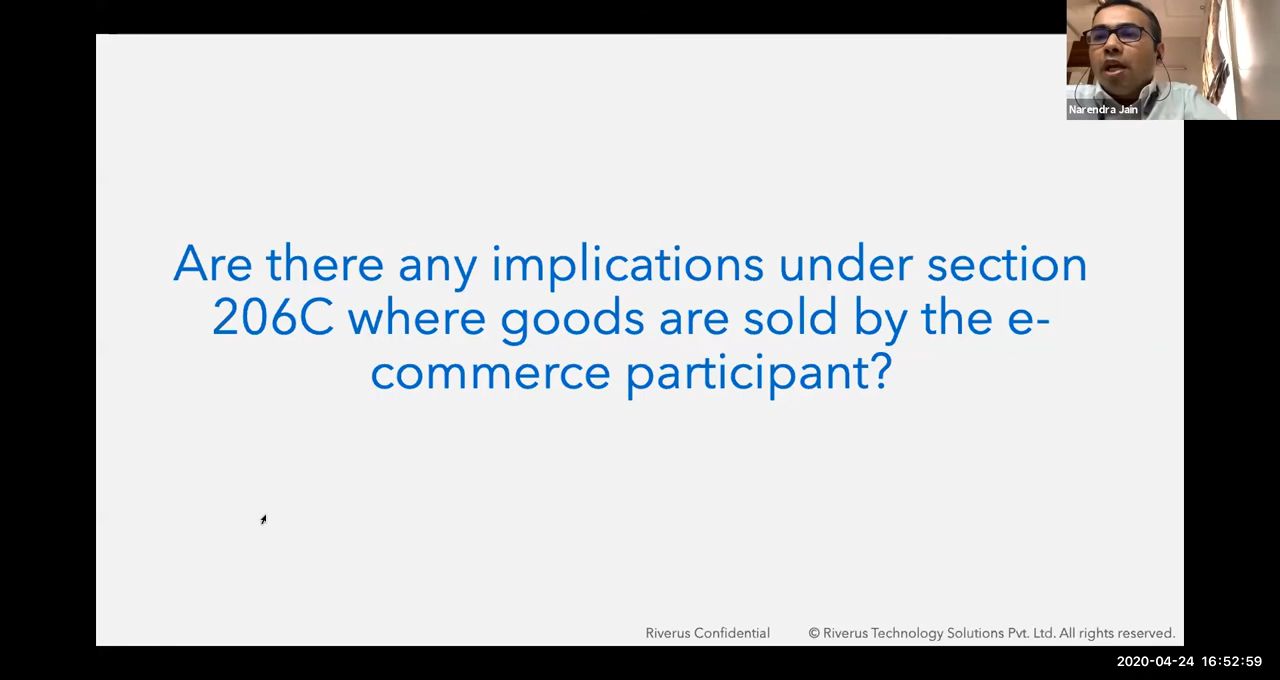 Narendra Jain
Are there any implications under section
206C where goods are sold by the e-
commerce participant?
Riverus Confidential © Riverus Technology Solutions Pvt. Ltd. All rights reserved.
2020-04-24 16:52:59